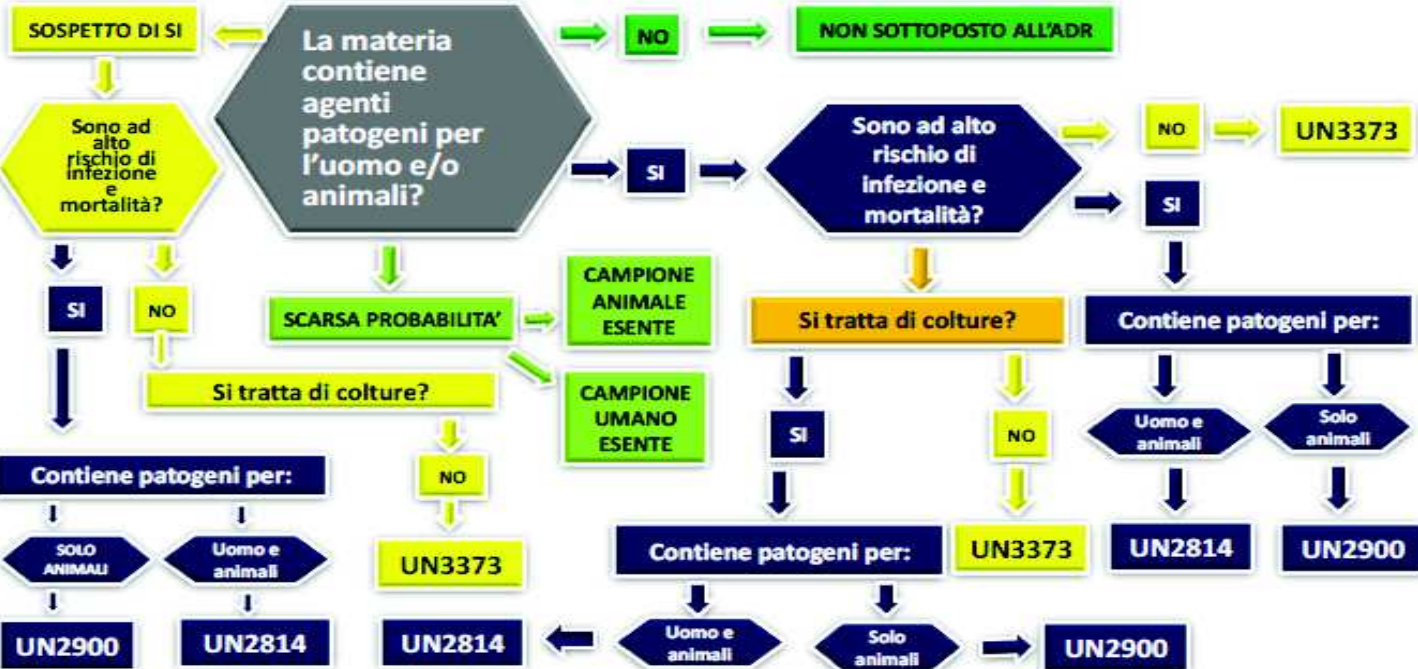 SOSPETTO DI SI
La materia
contiene
agenti
patogeni per
l'uomo e/o
animali?
NO
NON SOTTOPOSTO ALL'ADR
Sono ad
alto
rischio di
infezione
e
mortalità?
SI
Sono ad alto
rischio di
infezione e
mortalità?
NO
UN3373
SI
SI
NO
SCARSA PROBABILITA'
CAMPIONE
ANIMALE
ESENTE
Si tratta di colture?
Contiene patogeni per:
Si tratta di colture?
CAMPIONE
UMANO
ESENTE
SI
NO
Uomo e
animali
Solo
animali
Contiene patogeni per:
NO
SOLO
ANIMALI
Uomo e
animali
UN3373
Contiene patogeni per:
UN3373
UN2814
UN2900
UN2900
UN2814
UN2814
Uomo e
animali
Solo
animali
UN2900